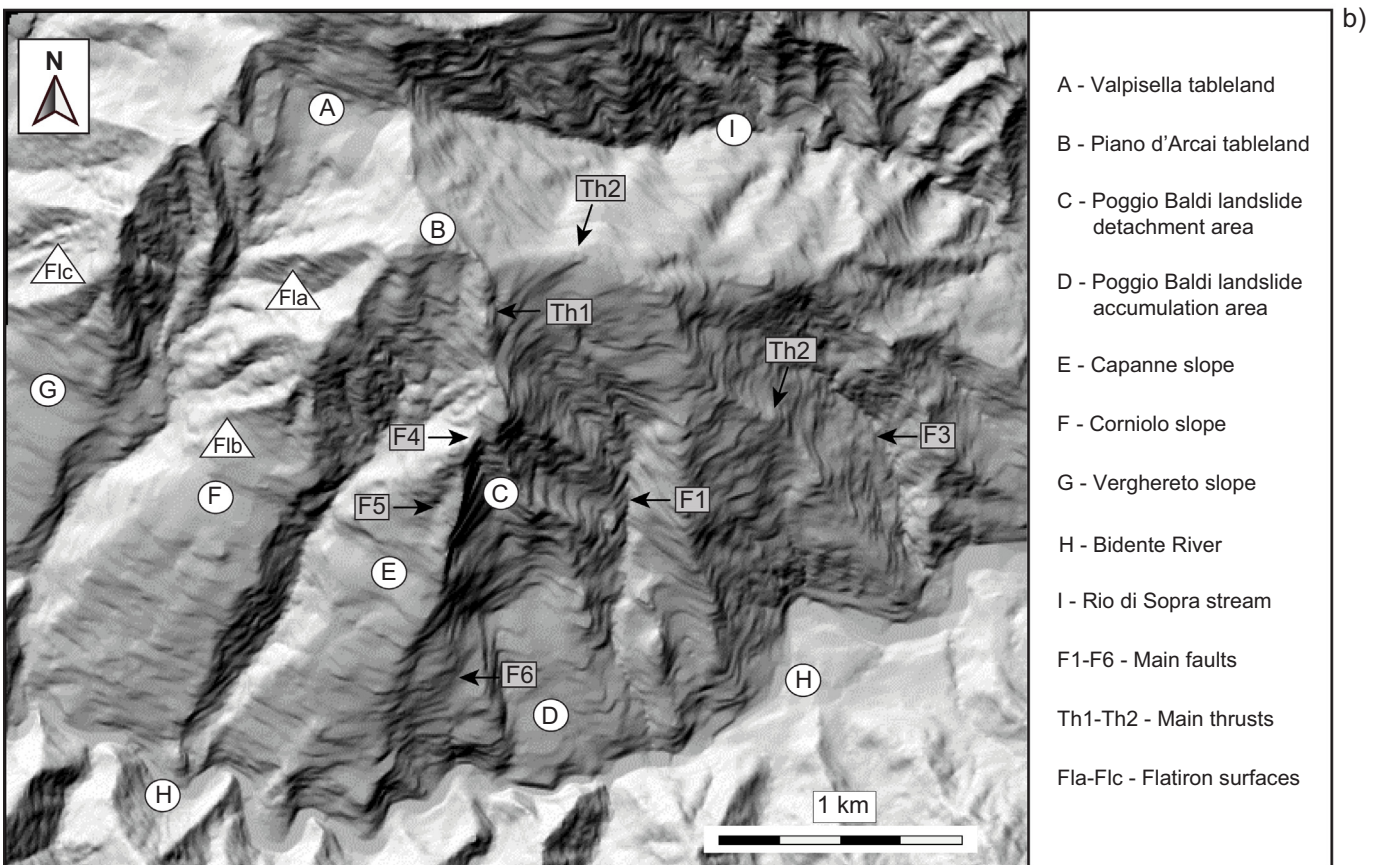 b)
N
A
I
Th2
B
Flc
Fla
Th1
Th2
G
F4
F3
Flb
F
C
F1
F5
E
F6
H
D
H
1 km
A - Valpisella tableland
B - Piano d'Arcai tableland
C - Poggio Baldi landslide
detachment area
D - Poggio Baldi landslide
accumulation area
E - Capanne slope
F - Corniolo slope
G - Verghereto slope
H - Bidente River
I - Rio di Sopra stream
F1-F6 - Main faults
Th1-Th2 - Main thrusts
Fla-Flc - Flatiron surfaces